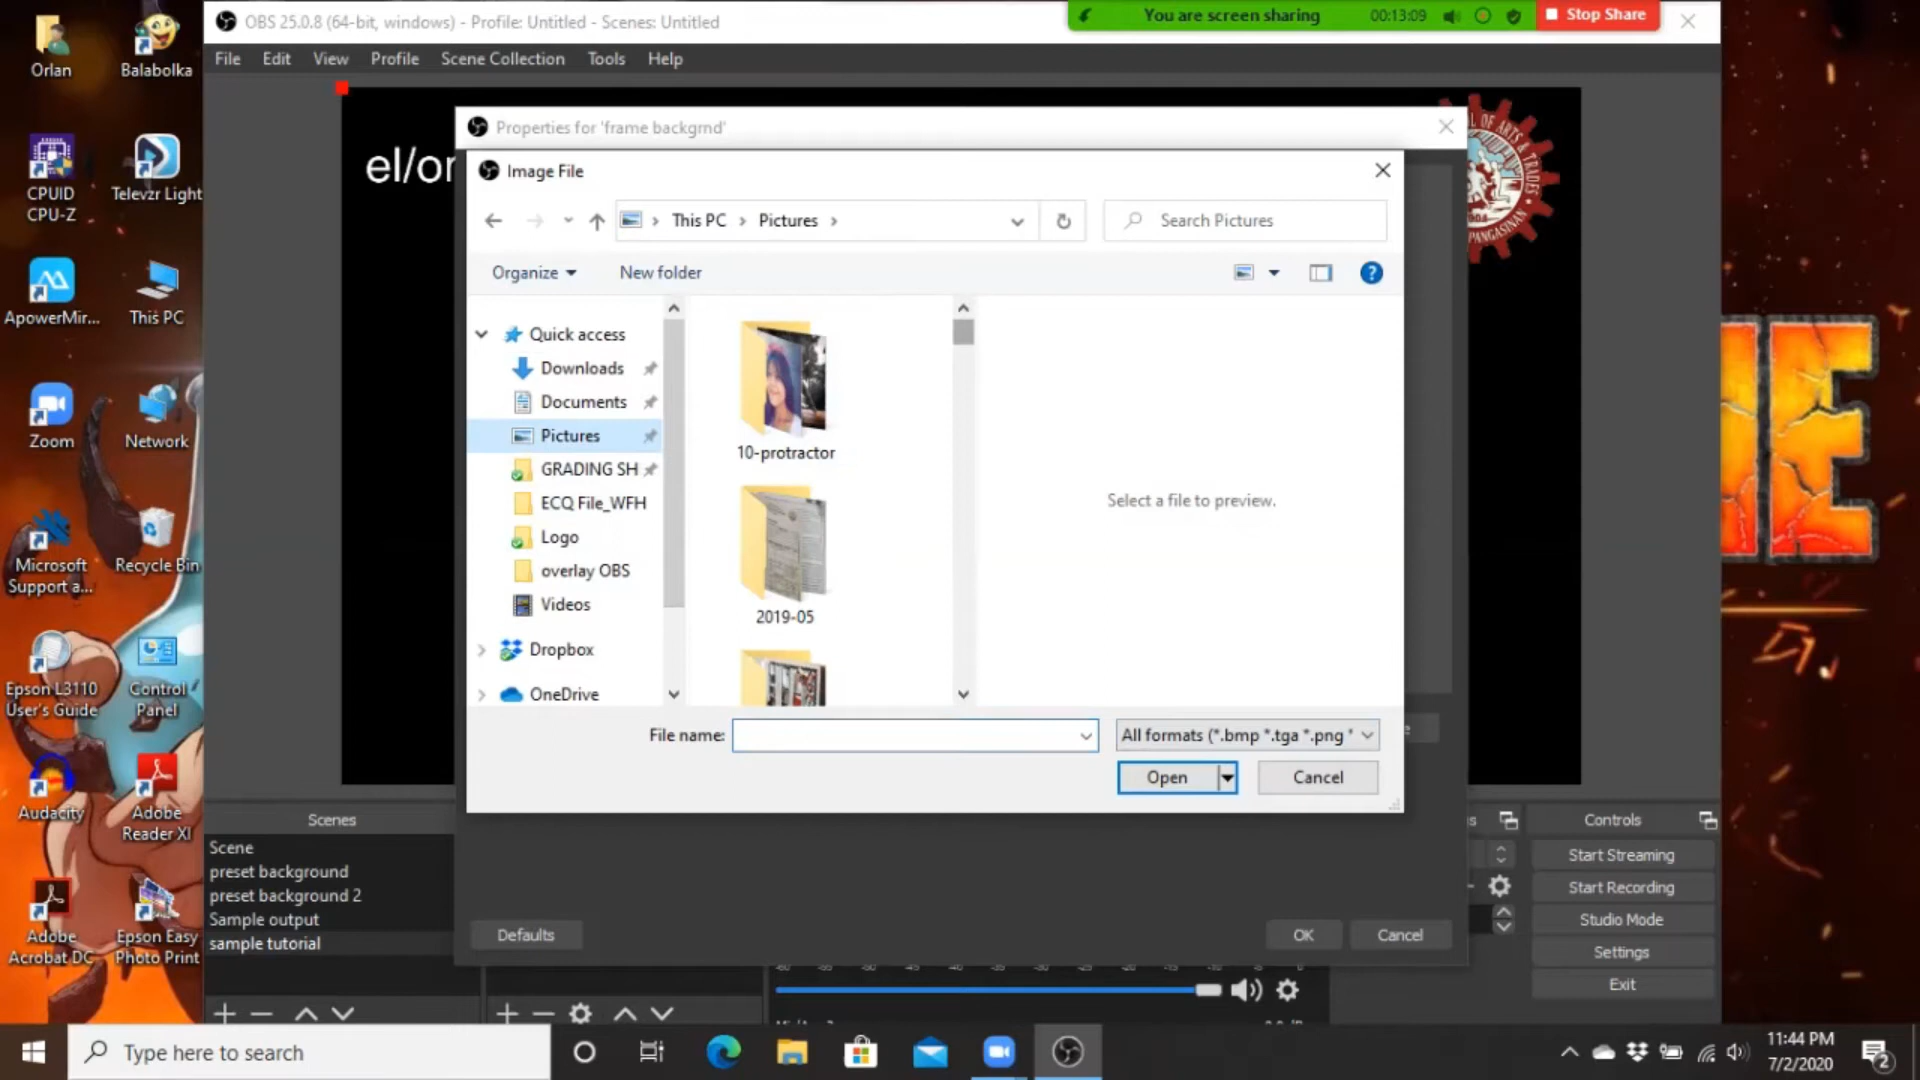 OBS 25.0.8 (64-bit, windows) - Profile: Untitled - Scenes: Untitled
You are screen sharing
00:13:09
Stop Share
File
Edit
View
Profile
Scene Collection
Tools
Help
Orlan
Balabolka
CPUID
CPU-Z
Televzr Light
ApowerMir...
This PC
Zoom
Network
Microsoft
Support a...
Recycle Bin
Epson L3110
User's Guide
Control
Panel
Audacity
Adobe
Reader XI
Adobe
Acrobat DC
Epson Easy
Photo Print
el/or
OF ARTS & TRADES
PANGASINAN
Properties for 'frame backgrnd'
Image File
This PC
Pictures
Search Pictures
Organize
New folder
Quick access
Downloads
Documents
Pictures
GRADING SH
ECQ File_WFH
Logo
overlay OBS
Videos
Dropbox
OneDrive
10-protractor
2019-05
Select a file to preview.
File name:
All formats (*.bmp *.tga *.png *
Open
Cancel
Defaults
OK
Cancel
Scenes
Scene
preset background
preset background 2
Sample output
sample tutorial
Controls
Start Streaming
Start Recording
Studio Mode
Settings
Exit
Type here to search
11:44 PM
7/2/2020
2